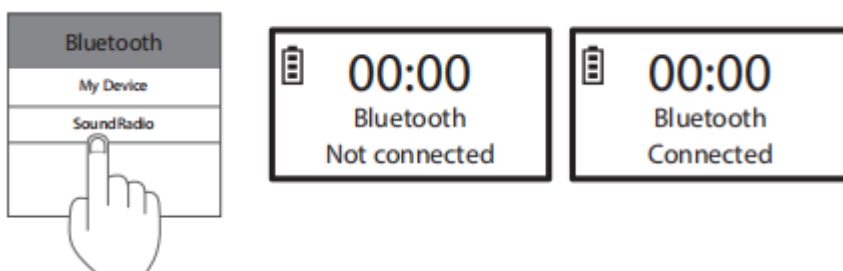 Bluetooth
My Device
SoundRadio
00:00
Bluetooth
Not connected
00:00
Bluetooth
Connected